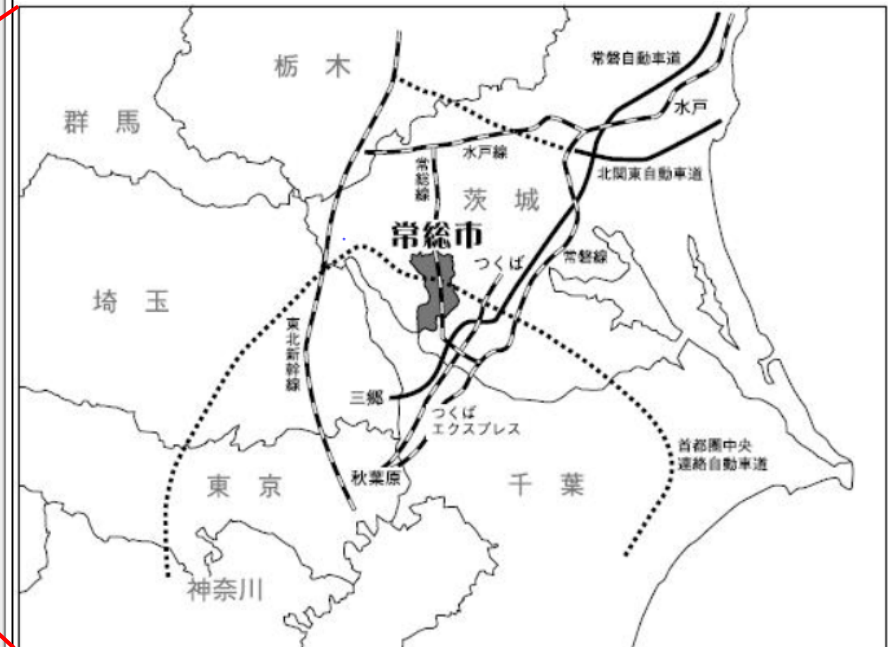 栃木
常磐自動車道
群馬
水戸
水戸線
常総線
北関東自動車道
茨城
常総市
つくば
常磐線
埼玉
東北新幹線
三郷
つくば
エクスプレス
首都圏中央
連絡自動車道
秋葉原
東京
千葉
神奈川